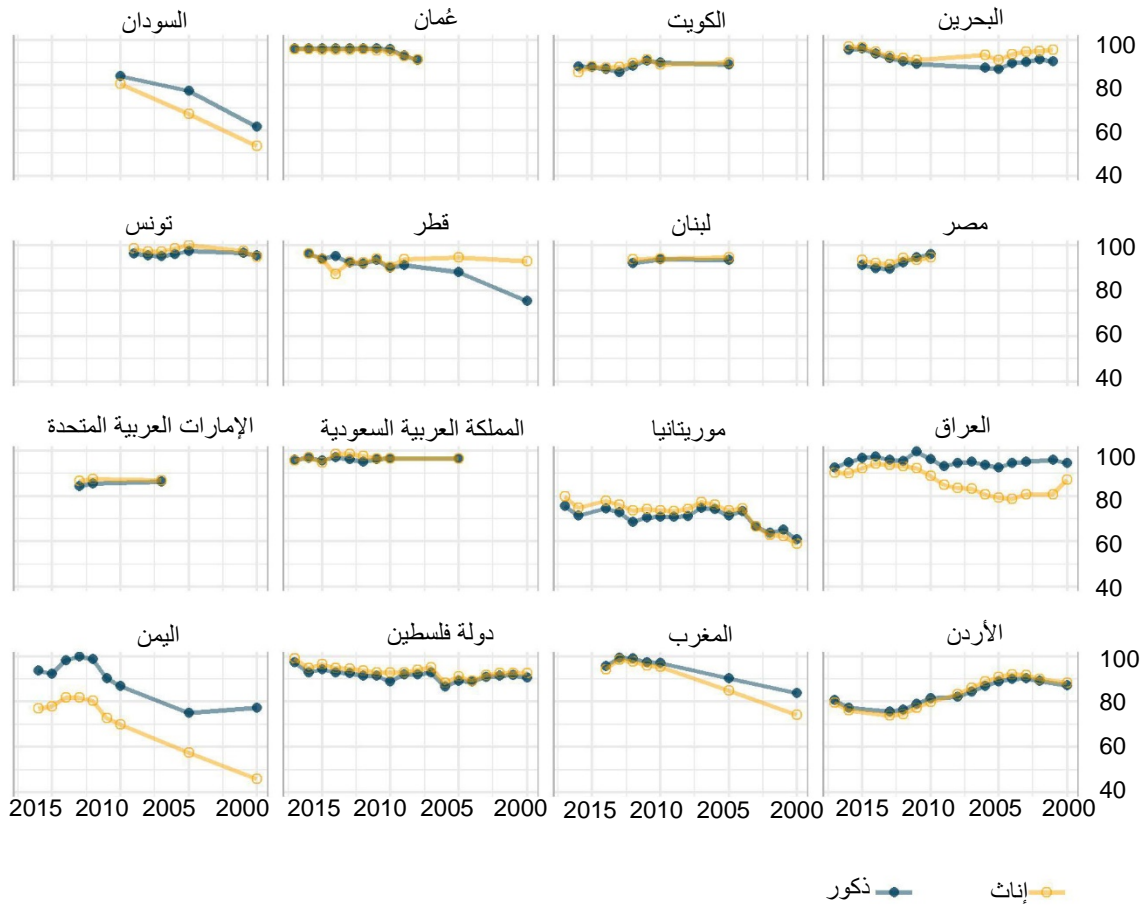 البحرين
الكويت
عُمان
السودان
100
80
60
40
مصر
لبنان
قطر
تونس
100
80
60
40
العراق
موريتانيا
المملكة العربية السعودية
الإمارات العربية المتحدة
100
80
60
40
الأردن
المغرب
دولة فلسطين
اليمن
100
80
60
40
2000 2005 2010 2015
2000 2005 2010 2015
2000 2005 2010 2015
2000 2005 2010 2015
إناث
ذكور